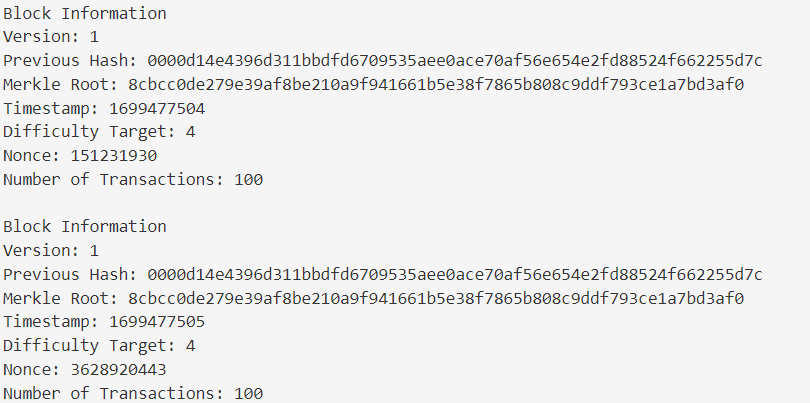 Block Information
Version: 1
Previous Hash: 0000d14e4396d311bbdfd6709535aee0ace70af56e654e2fd88524f662255d7c
Merkle Root: 8cbcc0de279e39af8be210a9f941661b5e38f7865b808c9ddf793ce1a7bd3af0
Timestamp: 1699477504
Difficulty Target: 4
Nonce: 151231930
Number of Transactions: 100
Block Information
Version: 1
Previous Hash: 0000d14e4396d311bbdfd6709535aee0ace70af56e654e2fd88524f662255d7c
Merkle Root: 8cbcc0de279e39af8be210a9f941661b5e38f7865b808c9ddf793ce1a7bd3af0
Timestamp: 1699477505
Difficulty Target: 4
Nonce: 3628920443
Number of Transactions: 100